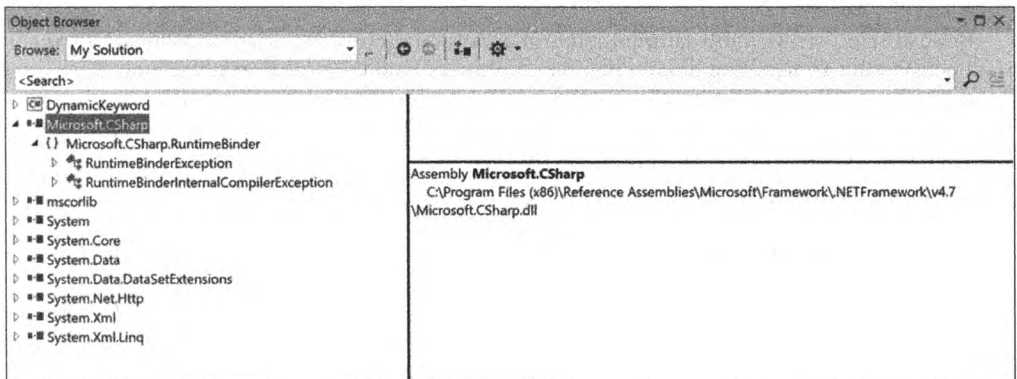 Object Browser
Browse: My Solution
<Search>
C# DynamicKeyword
Microsoft.CSharp
{ } Microsoft.CSharp.RuntimeBinder
RuntimeBinderException
RuntimeBinderInternalCompilerException
mscorlib
System
System.Core
System.Data
System.Data.DataSetExtensions
System.Net.Http
System.Xml
System.Xml.Linq
Assembly Microsoft.CSharp
C:\Program Files (x86)\Reference Assemblies\Microsoft\Framework\.NETFramework\v4.7
\Microsoft.CSharp.dll